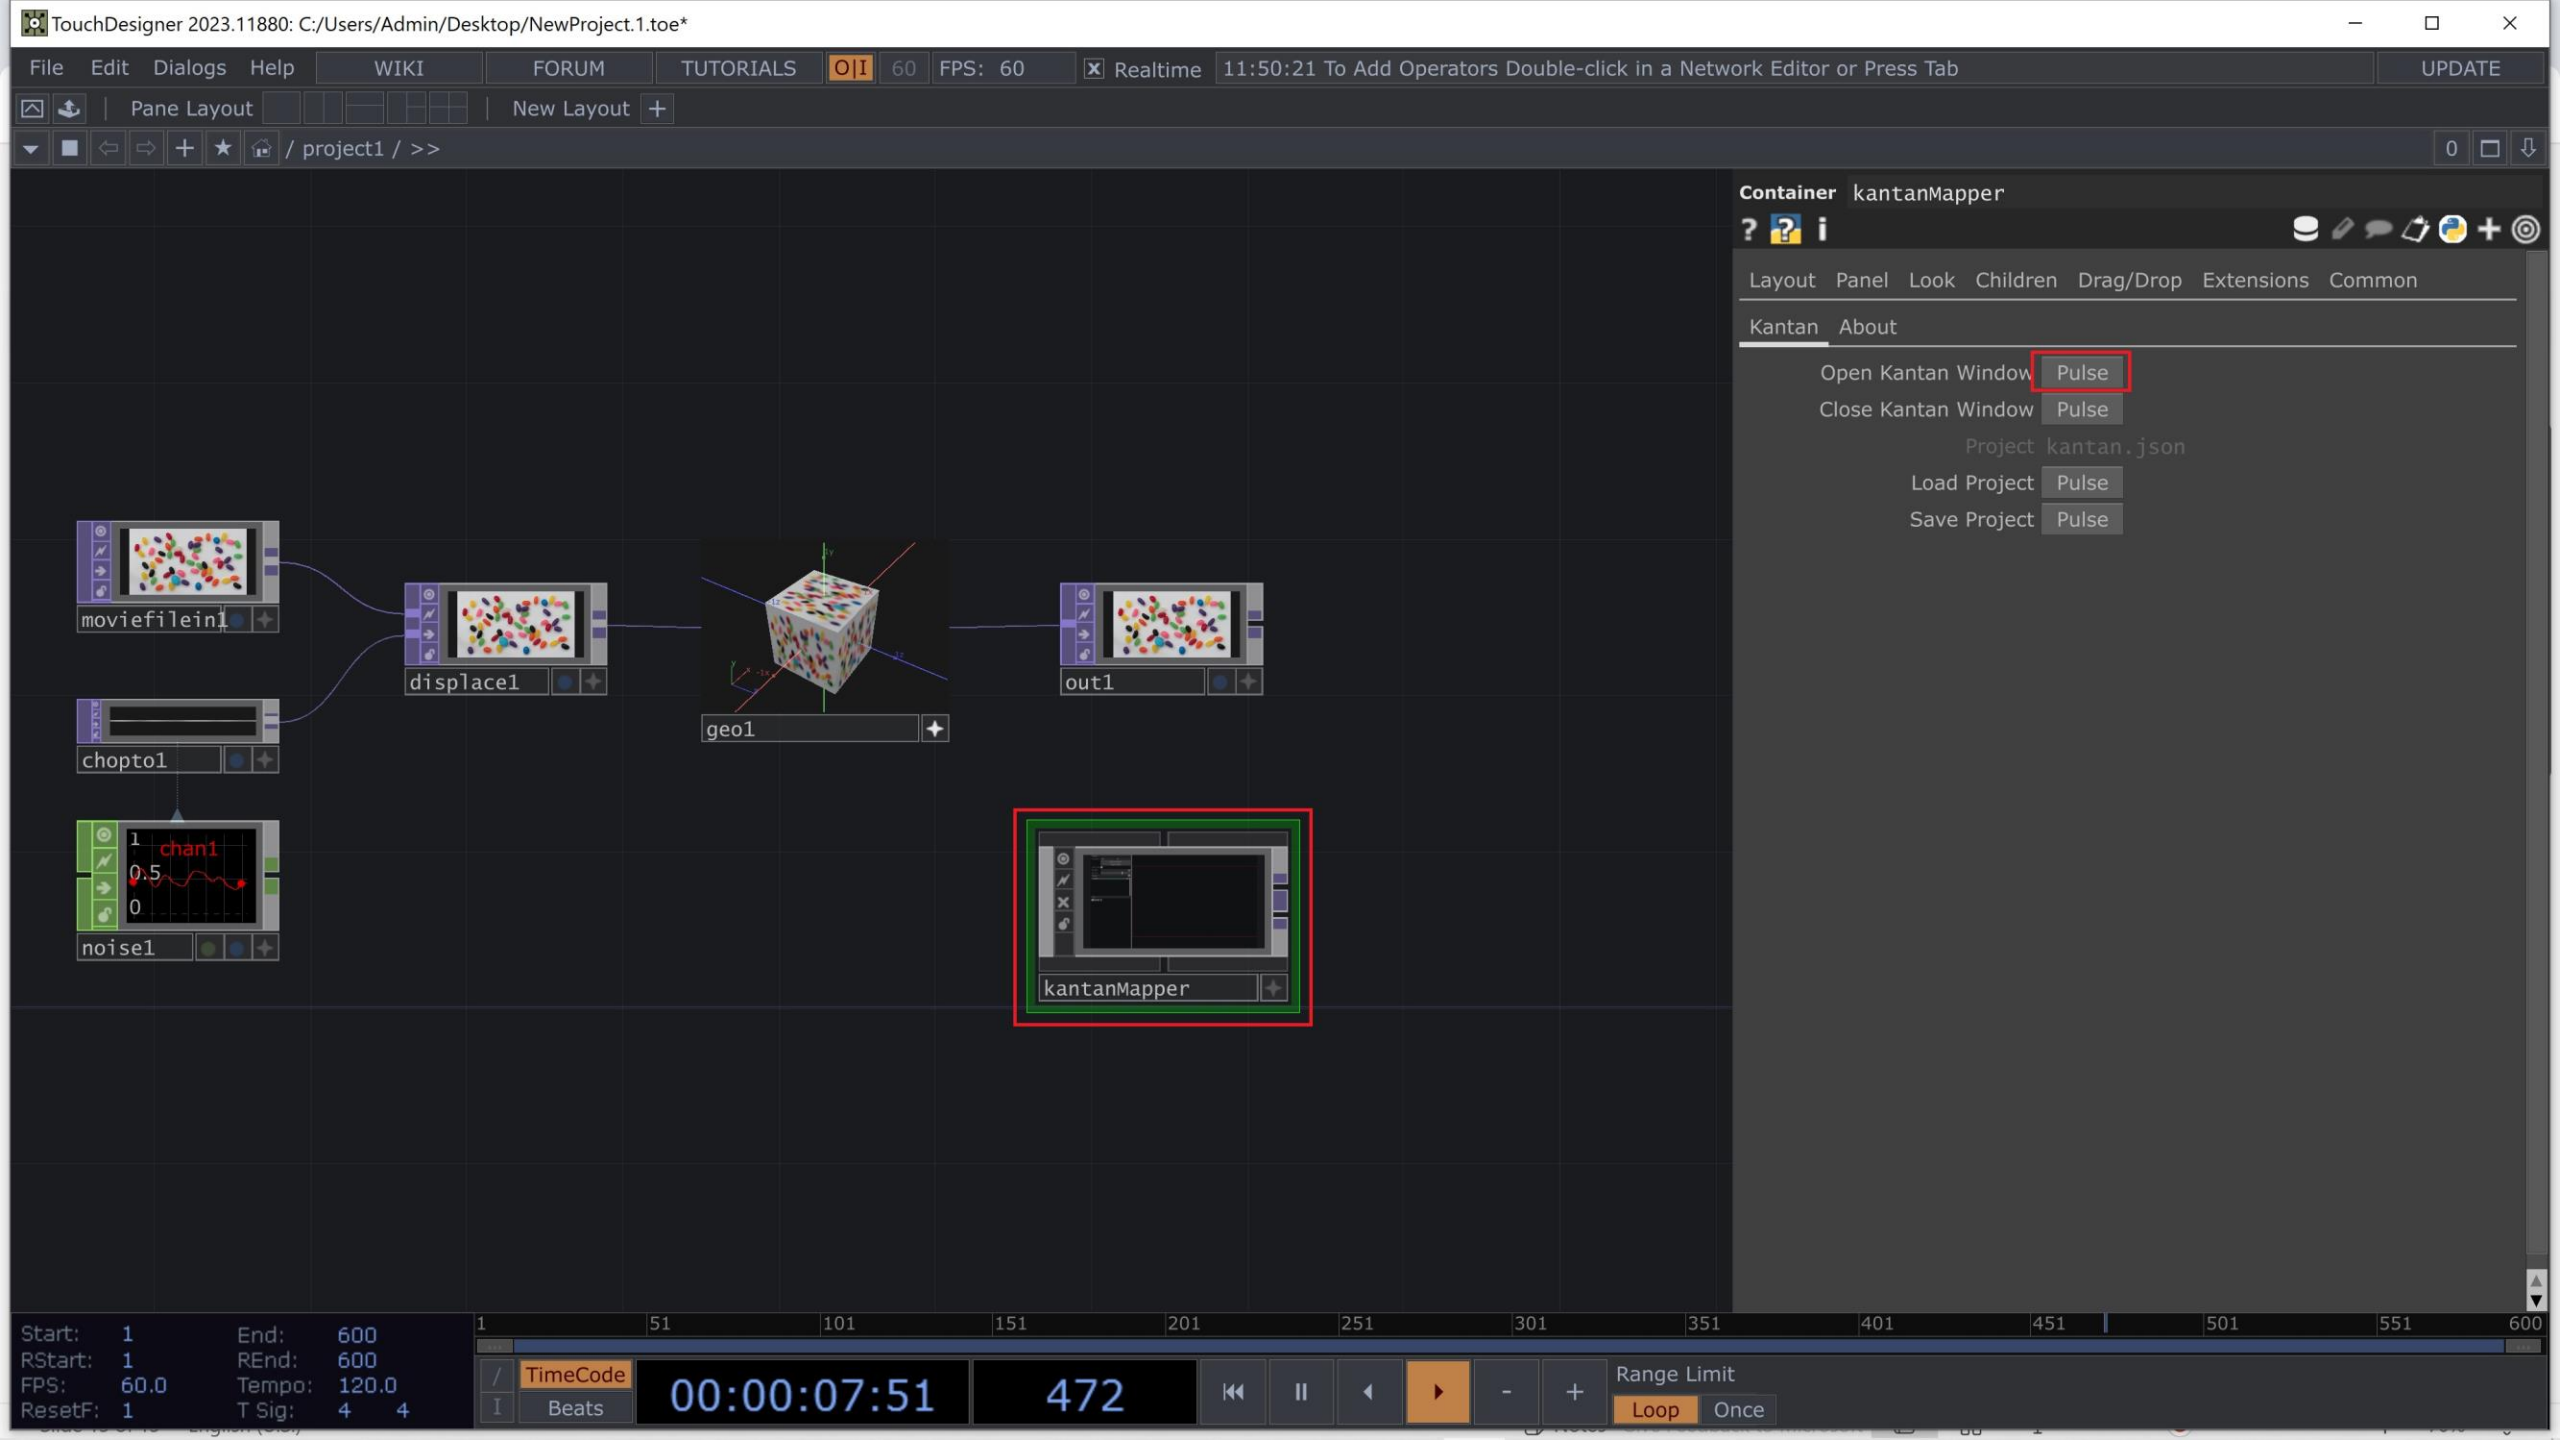 TouchDesigner 2023.11880: C:/Users/Admin/Desktop/NewProject.1.toe*
File Edit Dialogs Help WIKI FORUM TUTORIALS O|I 60 FPS: 60 Realtime 11:50:21 To Add Operators Double-click in a Network Editor or Press Tab UPDATE
Pane Layout New Layout +
/ project1 / >> 0
Container kantanMapper
Layout Panel Look Children Drag/Drop Extensions Common
Kantan About
Open Kantan Window Pulse
Close Kantan Window Pulse
Project kantan.json
Load Project Pulse
Save Project Pulse
moviefilein1
displace1
geo1
out1
chopto1
1
chan1
0.5
0
noise1
kantanMapper
1 51 101 151 201 251 301 351 401 451 501 551 600
Start: 1 End: 600
RStart: 1 REnd: 600
FPS: 60.0 Tempo: 120.0
ResetF: 1 T Sig: 4 4
TimeCode
Beats
00:00:07:51
472
- +
Range Limit
Loop Once